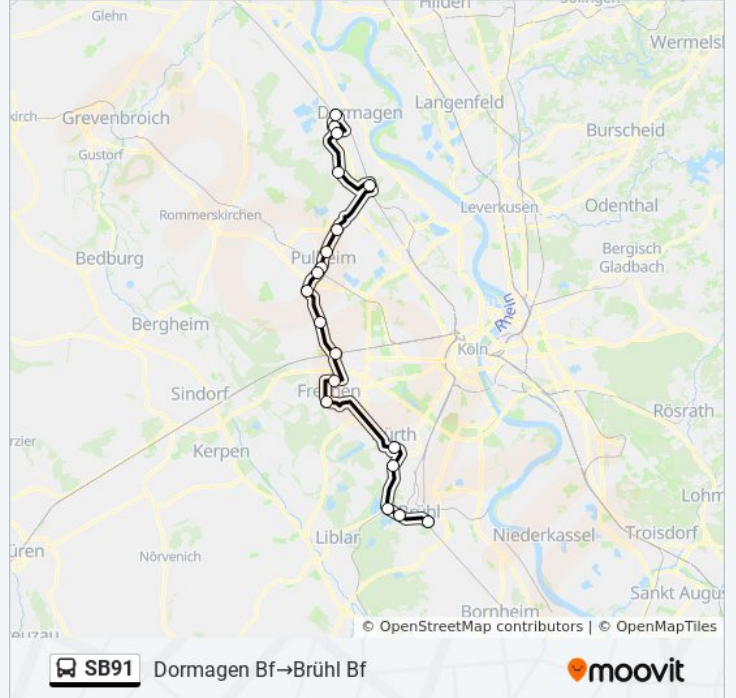 Hilden
Solingen
Glehn
Wermelsk
Dormagen
Langenfeld
kirch
Grevenbroich
Burscheid
Gustorf
Rommerskirchen
Leverkusen
Odenthal
Bedburg
Pulheim
Bergisch
Gladbach
Rhein
Bergheim
Köln
Sindorf
Frechen
Rösrath
rzier
Kerpen
ürth
Lohm
Brühl
Liblar
Niederkassel
Troisdorf
üren
Nörvenich
Sankt Augus
Bornheim
euzau
© OpenStreetMap contributors | © OpenMapTiles
SB91 Dormagen Bf→Brühl Bf
moovit